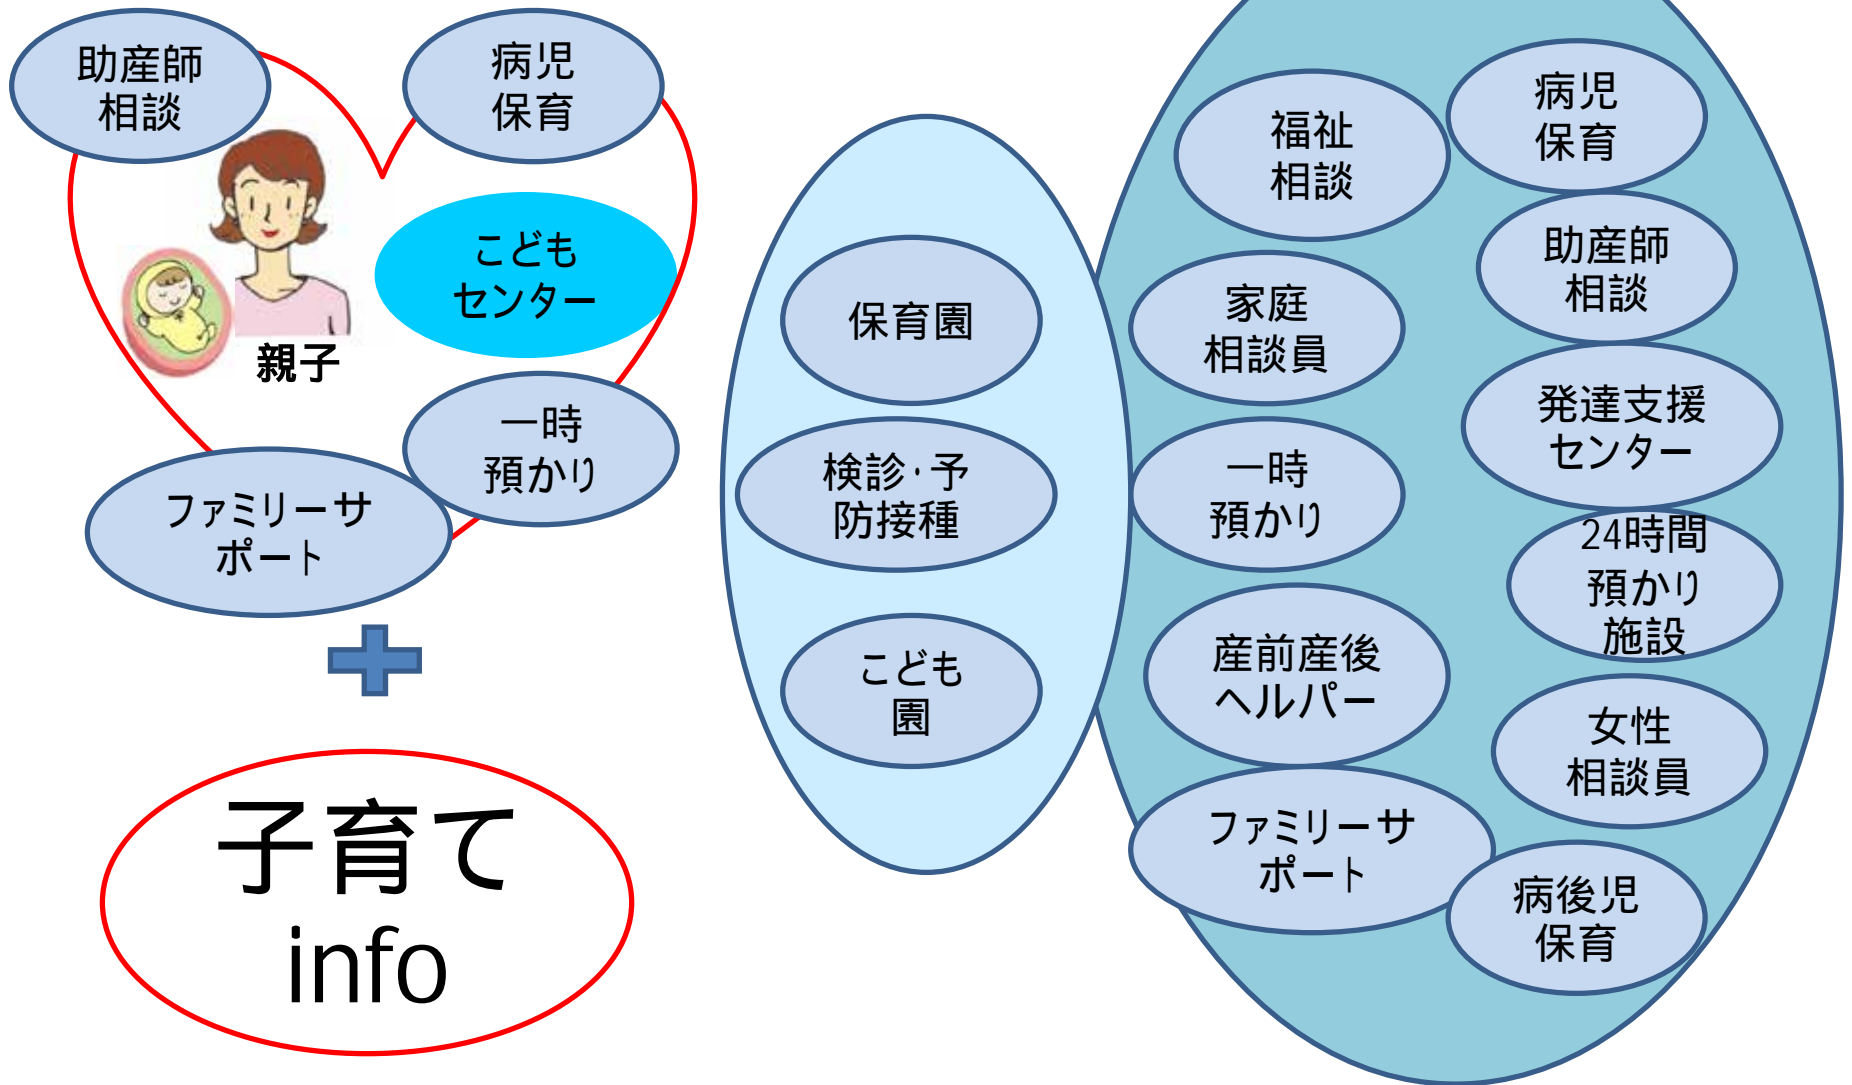 助産師
相談
病児
保育
こども
センター
親子
一時
預かり
ファミリーサ
ポート
子育て
info
保育園
検診・予
防接種
こども
園
福祉
相談
家庭
相談員
一時
預かり
産前産後
ヘルパー
ファミリーサ
ポート
病児
保育
助産師
相談
発達支援
センター
24時間
預かり
施設
女性
相談員
病後児
保育